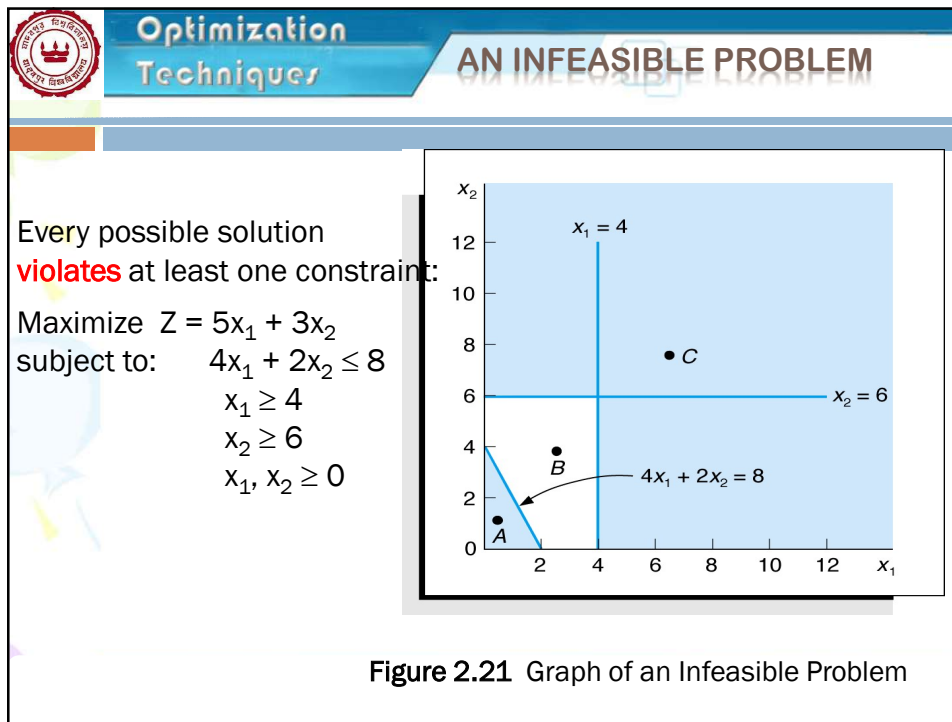 Optimization
Techniques
AN INFEASIBLE PROBLEM
Every possible solution
violates at least one constraint:
Maximize Z = 5x₁ + 3x₂
subject to: 4x₁ + 2x₂ ≤ 8
x₁ ≥ 4
x₂ ≥ 6
x₁, x₂ ≥ 0
x₂
x₁ = 4
12
10
8
C
6
x₂ = 6
4
B
4x₁ + 2x₂ = 8
2
A
0
2 4 6 8 10 12 x₁
Figure 2.21 Graph of an Infeasible Problem